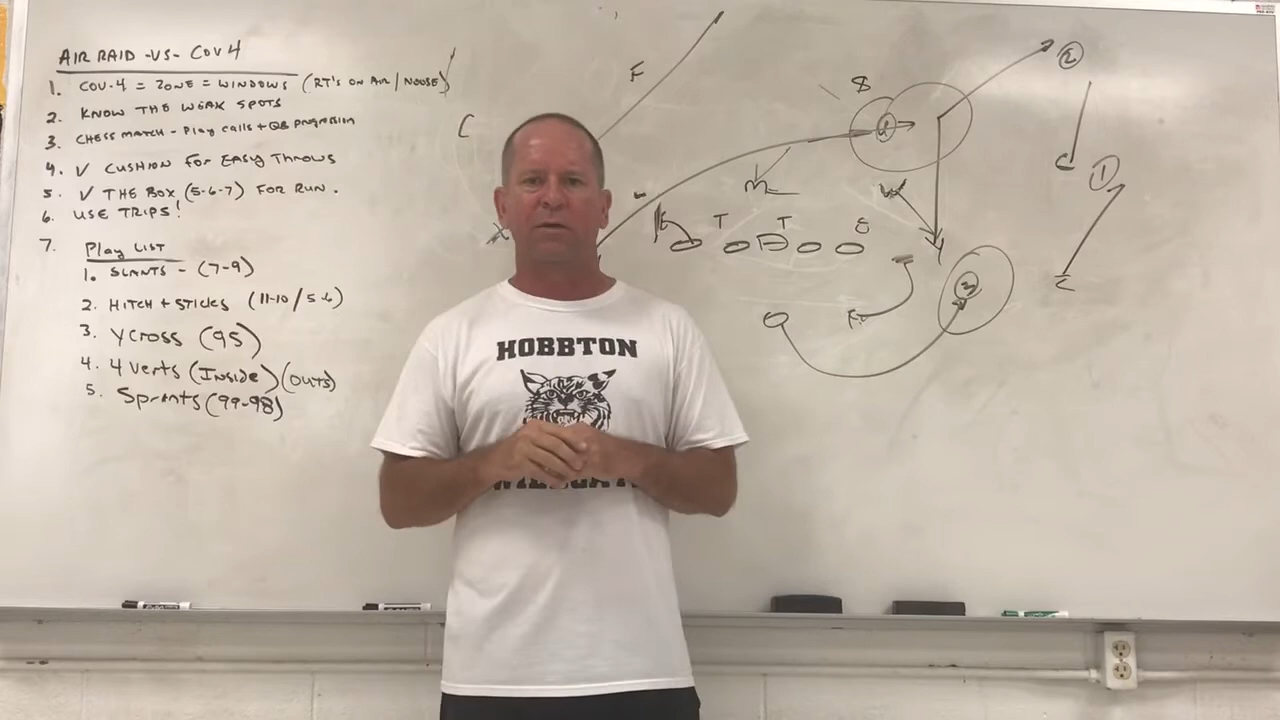 AIR RAID -VS- COV 4
1. COV-4 = ZONE = WINDOWS (RT'S ON AIR / NOOSE)
2. KNOW THE WEAK SPOTS
3. CHESS MATCH - Play calls + QB progression
4. ✓ CUSHION FOR EASY THROWS
5. ✓ THE BOX (5-6-7) FOR RUN.
6. USE TRIPS!
7. Play LIST
1. SLANTS - (7-9)
2. HITCH + STICKS (11-10 / 5-6)
3. YCROSS (95)
4. 4 Verts (INSIDE) (OUTS)
5. Sprints (99-98)
F
C
S
2
C
1
M
W
T T
X
3
HOBBTON